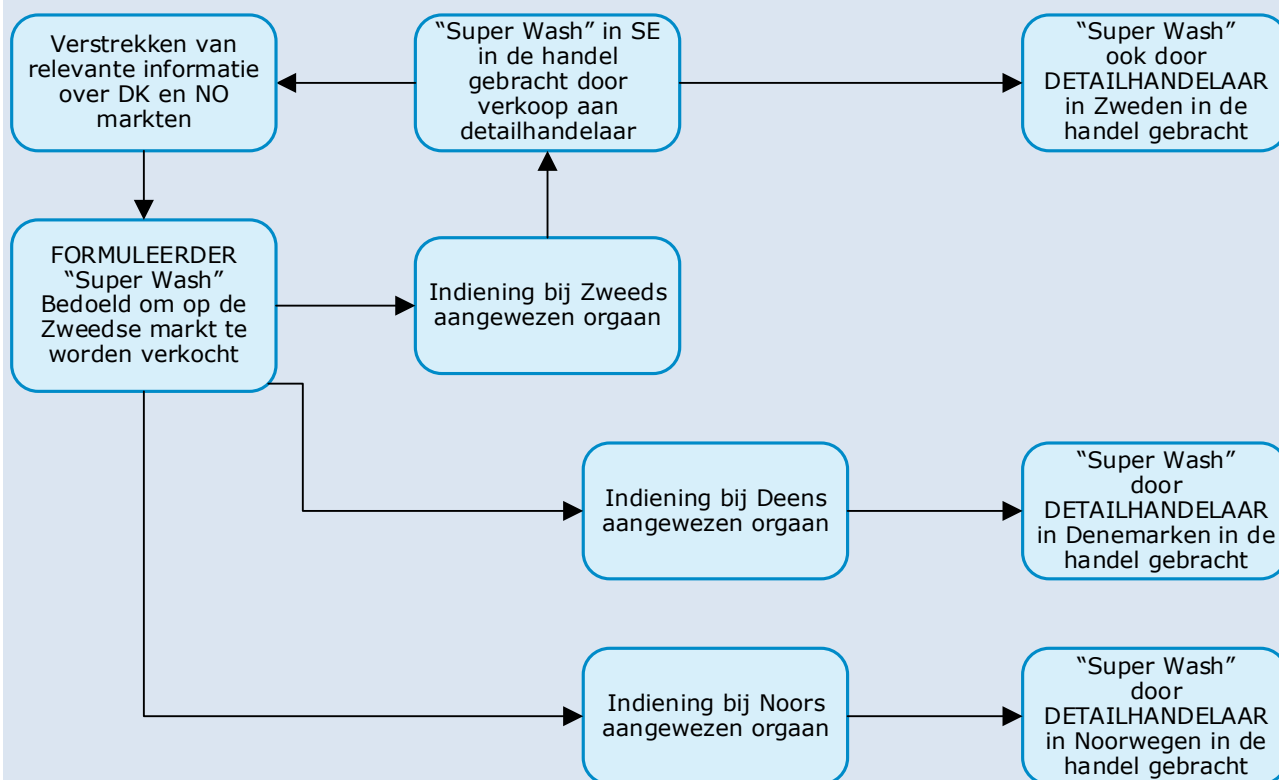 Verstrekken van
relevante informatie
over DK en NO
markten
“Super Wash” in SE
in de handel
gebracht door
verkoop aan
detailhandelaar
“Super Wash”
ook door
DETAILHANDELAAR
in Zweden in de
handel gebracht
FORMULEERDER
“Super Wash”
Bedoeld om op de
Zweedse markt te
worden verkocht
Indiening bij Zweeds
aangewezen orgaan
Indiening bij Deens
aangewezen orgaan
“Super Wash”
door
DETAILHANDELAAR
in Denemarken in de
handel gebracht
Indiening bij Noors
aangewezen orgaan
“Super Wash”
door
DETAILHANDELAAR
in Noorwegen in de
handel gebracht